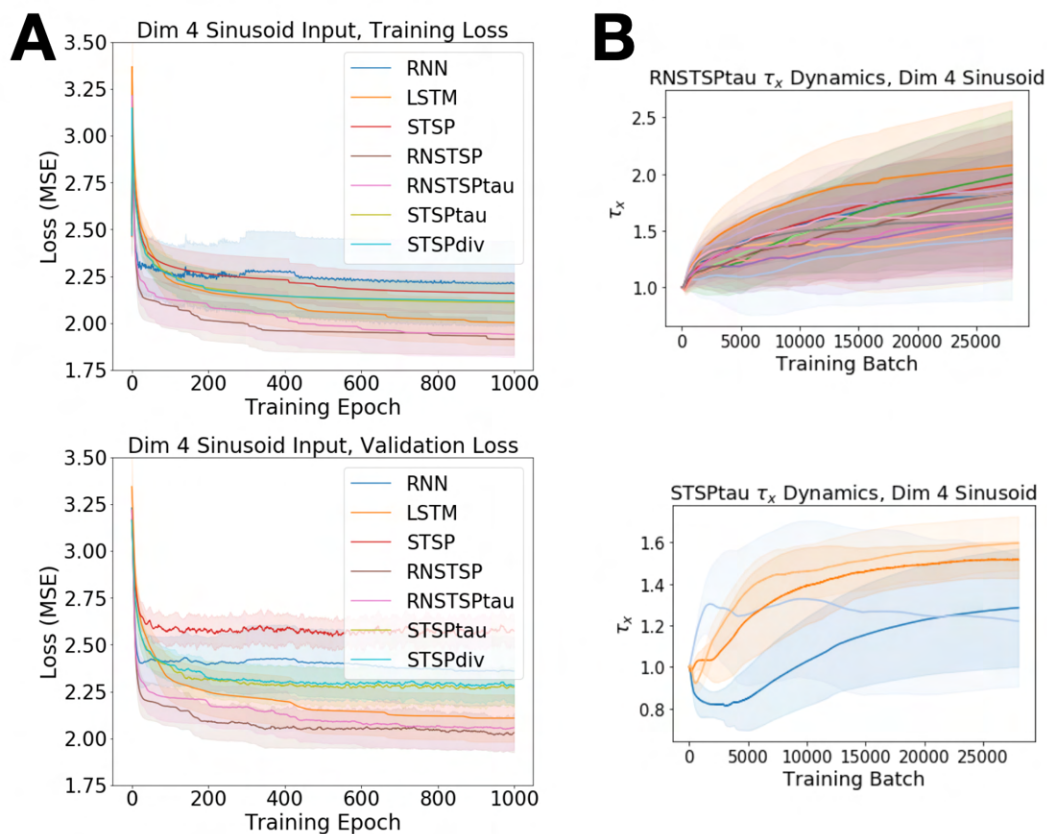 A
Dim 4 Sinusoid Input, Training Loss
3.50
3.25
3.00
2.75
2.50
2.25
2.00
1.75
Loss (MSE)
RNN
LSTM
STSP
RNSTSP
RNSTSPtau
STSPtau
STSPdiv
0 200 400 600 800 1000
Training Epoch
Dim 4 Sinusoid Input, Validation Loss
3.50
3.25
3.00
2.75
2.50
2.25
2.00
1.75
Loss (MSE)
RNN
LSTM
STSP
RNSTSP
RNSTSPtau
STSPtau
STSPdiv
0 200 400 600 800 1000
Training Epoch
B
RNSTSPtau τx Dynamics, Dim 4 Sinusoid
2.5
2.0
1.5
1.0
τx
0 5000 10000 15000 20000 25000
Training Batch
STSPtau τx Dynamics, Dim 4 Sinusoid
1.6
1.4
1.2
1.0
0.8
τx
0 5000 10000 15000 20000 25000
Training Batch